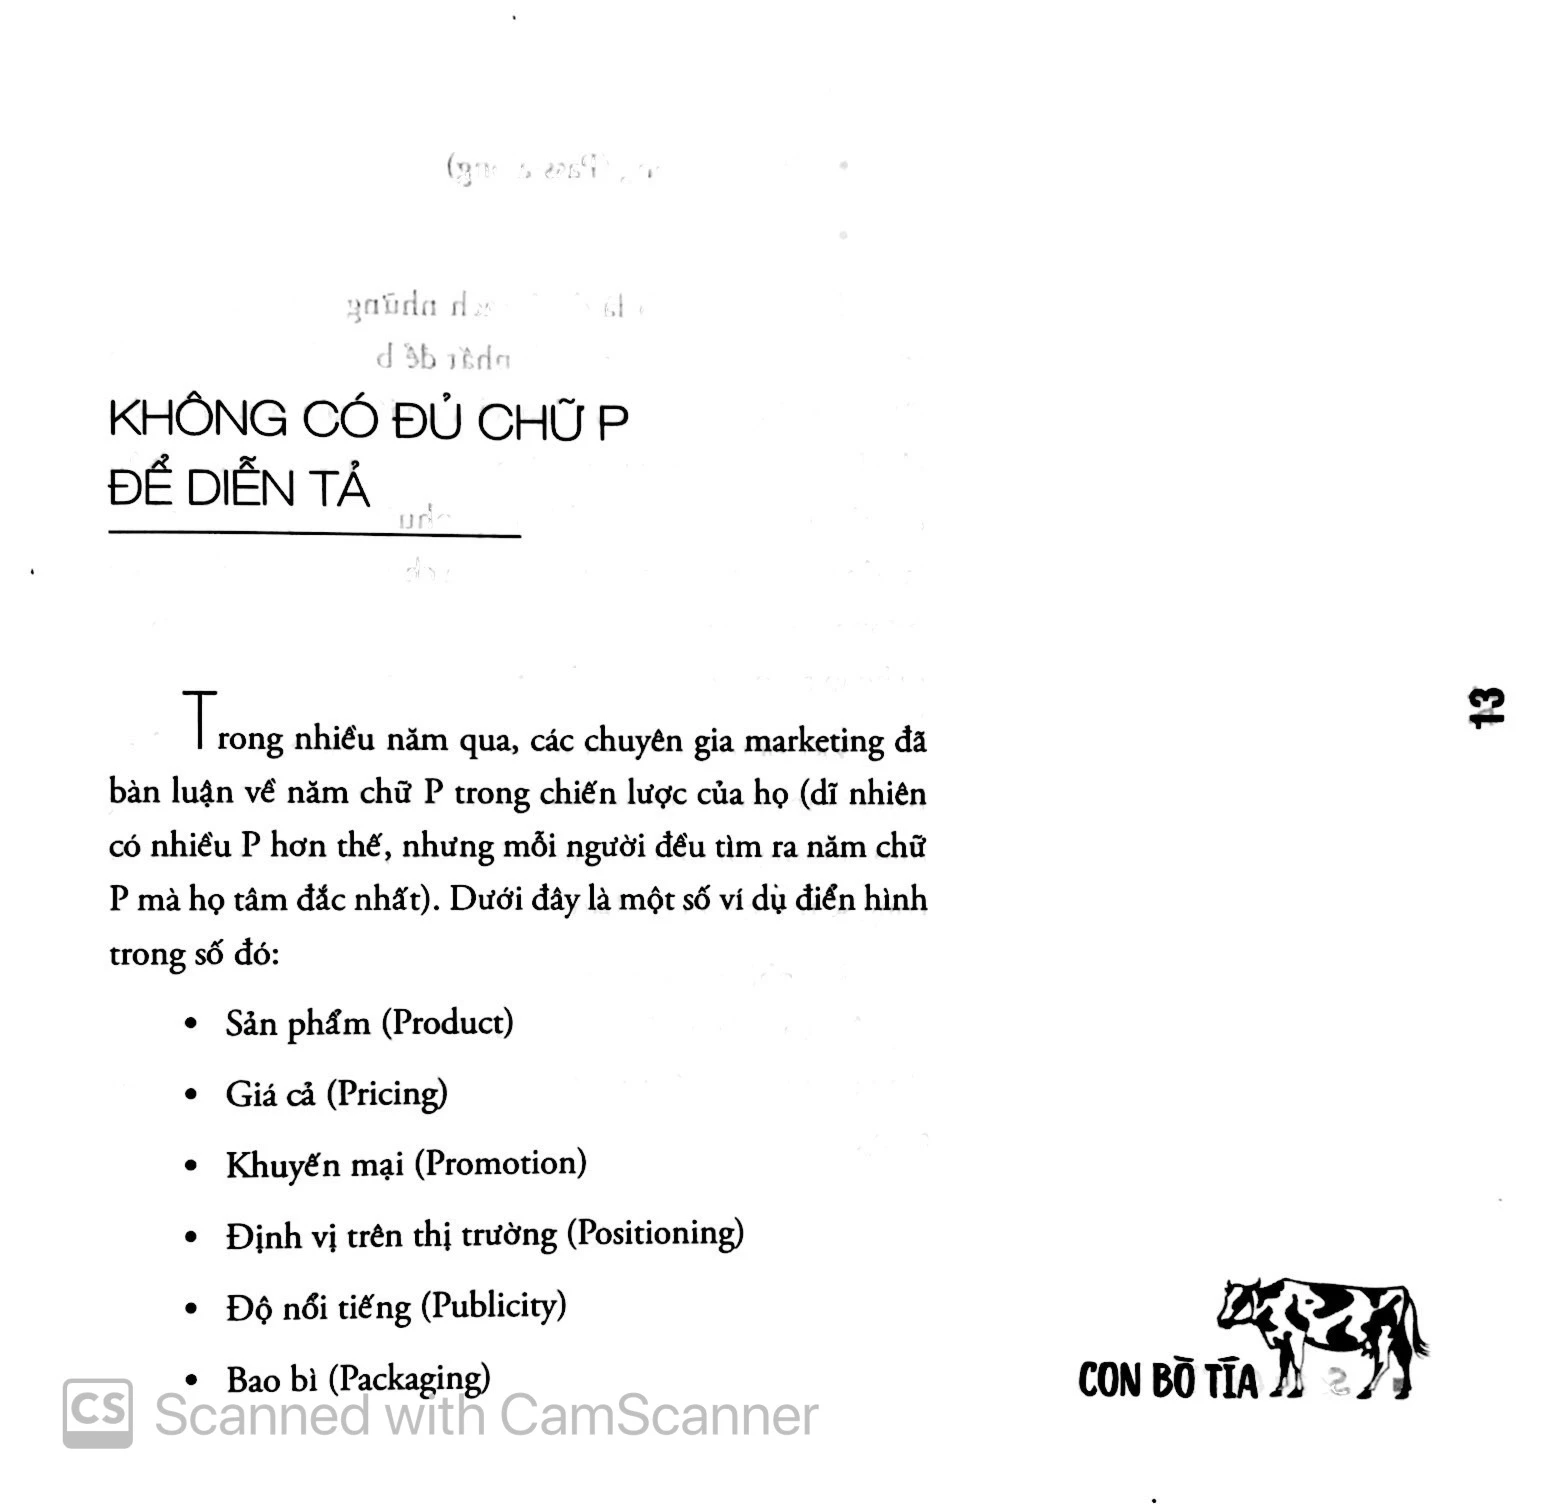 KHÔNG CÓ ĐỦ CHỮ P
ĐỂ DIỄN TẢ
Trong nhiều năm qua, các chuyên gia marketing đã
bàn luận về năm chữ P trong chiến lược của họ (dĩ nhiên
có nhiều P hơn thế, nhưng mỗi người đều tìm ra năm chữ
P mà họ tâm đắc nhất). Dưới đây là một số ví dụ điển hình
trong số đó:
• Sản phẩm (Product)
• Giá cả (Pricing)
• Khuyến mại (Promotion)
• Định vị trên thị trường (Positioning)
• Độ nổi tiếng (Publicity)
• Bao bì (Packaging)
13
CON BÒ TÍA
CS Scanned with CamScanner